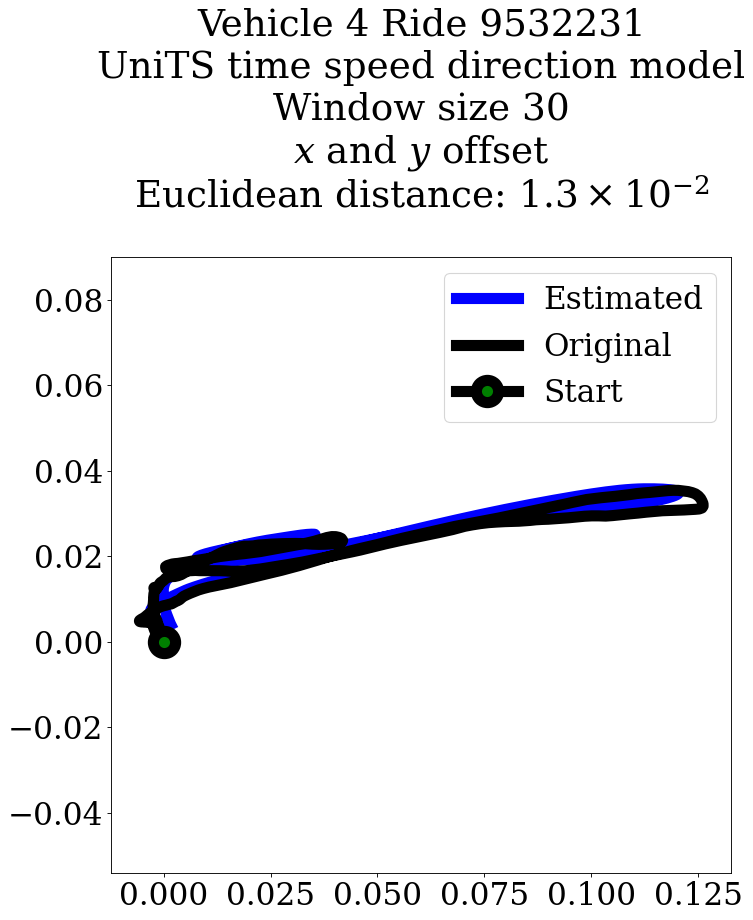 Vehicle 4 Ride 9532231
UniTS time speed direction model
Window size 30
x and y offset
Euclidean distance: 1.3 × 10⁻²
Estimated
Original
Start
0.08
0.06
0.04
0.02
0.00
−0.02
−0.04
0.000 0.025 0.050 0.075 0.100 0.125